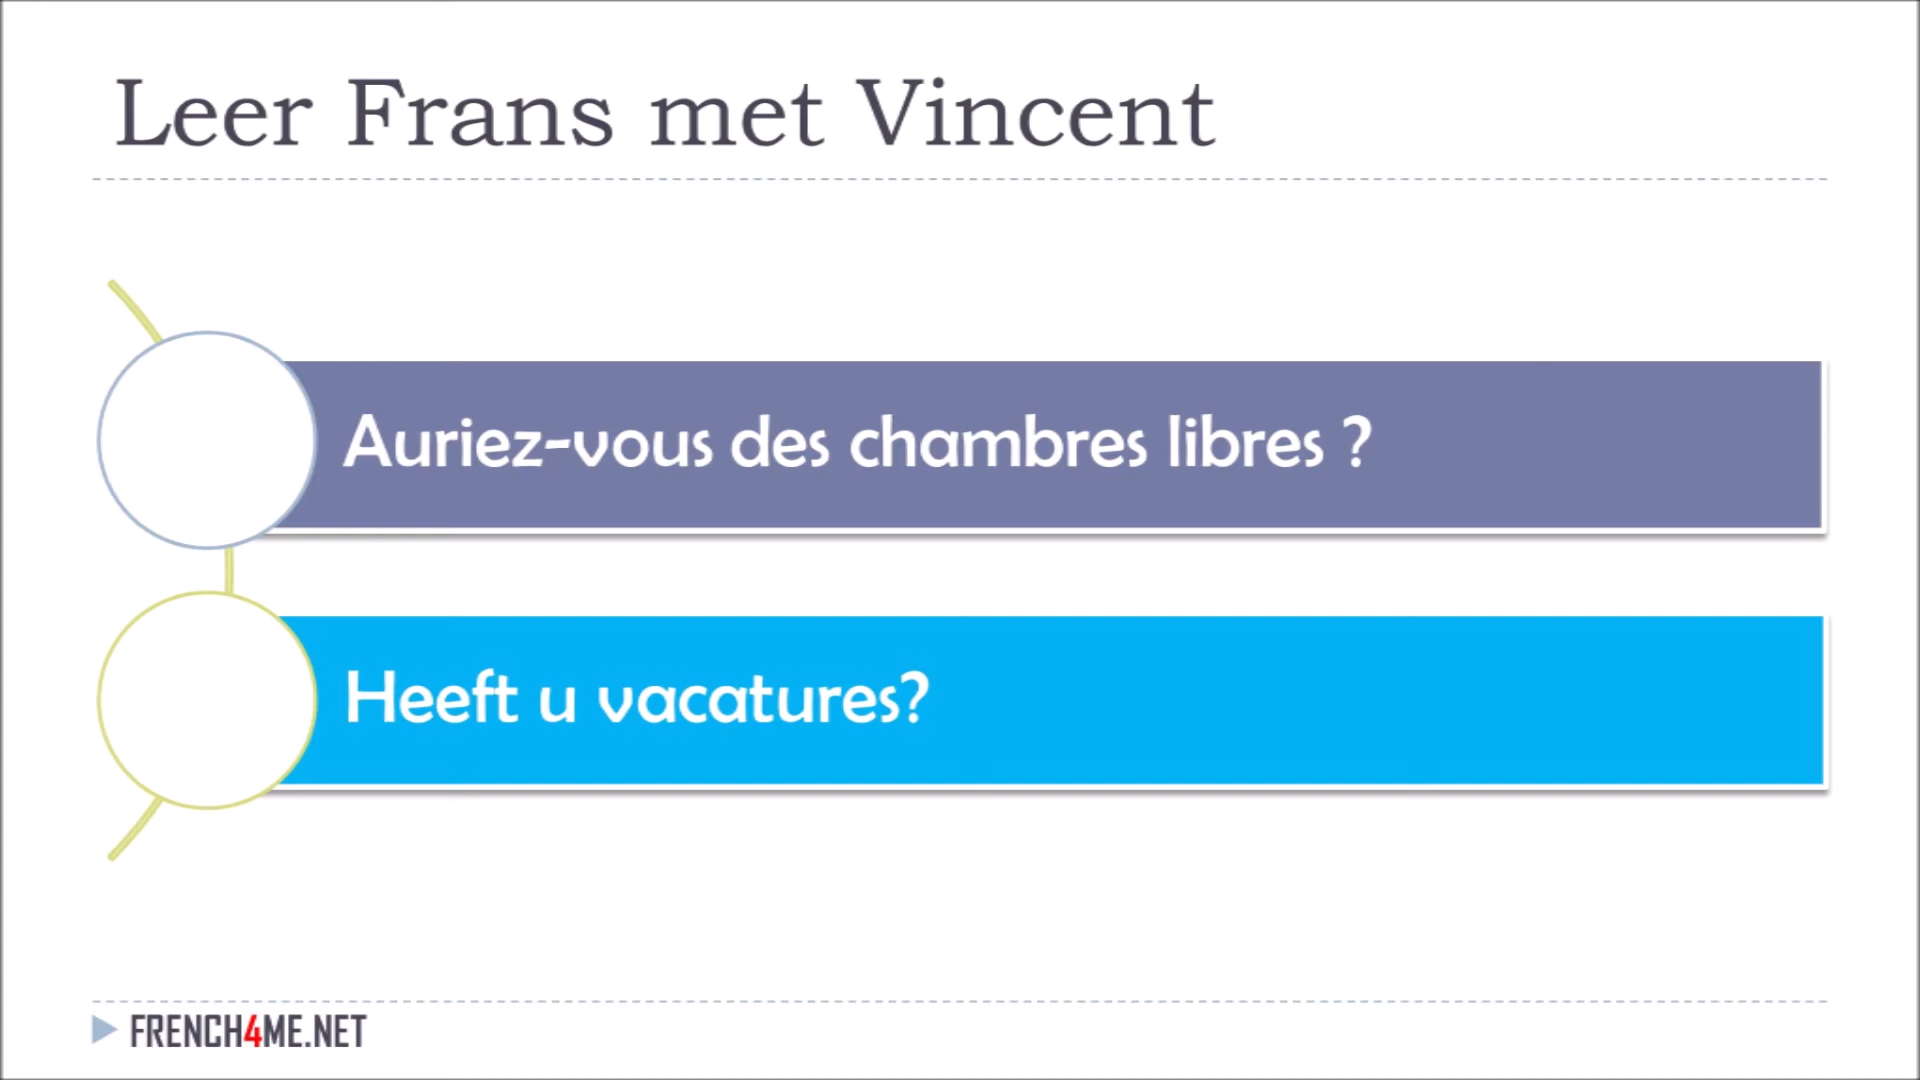 Leer Frans met Vincent
Auriez-vous des chambres libres ?
Heeft u vacatures?
FRENCH4ME.NET